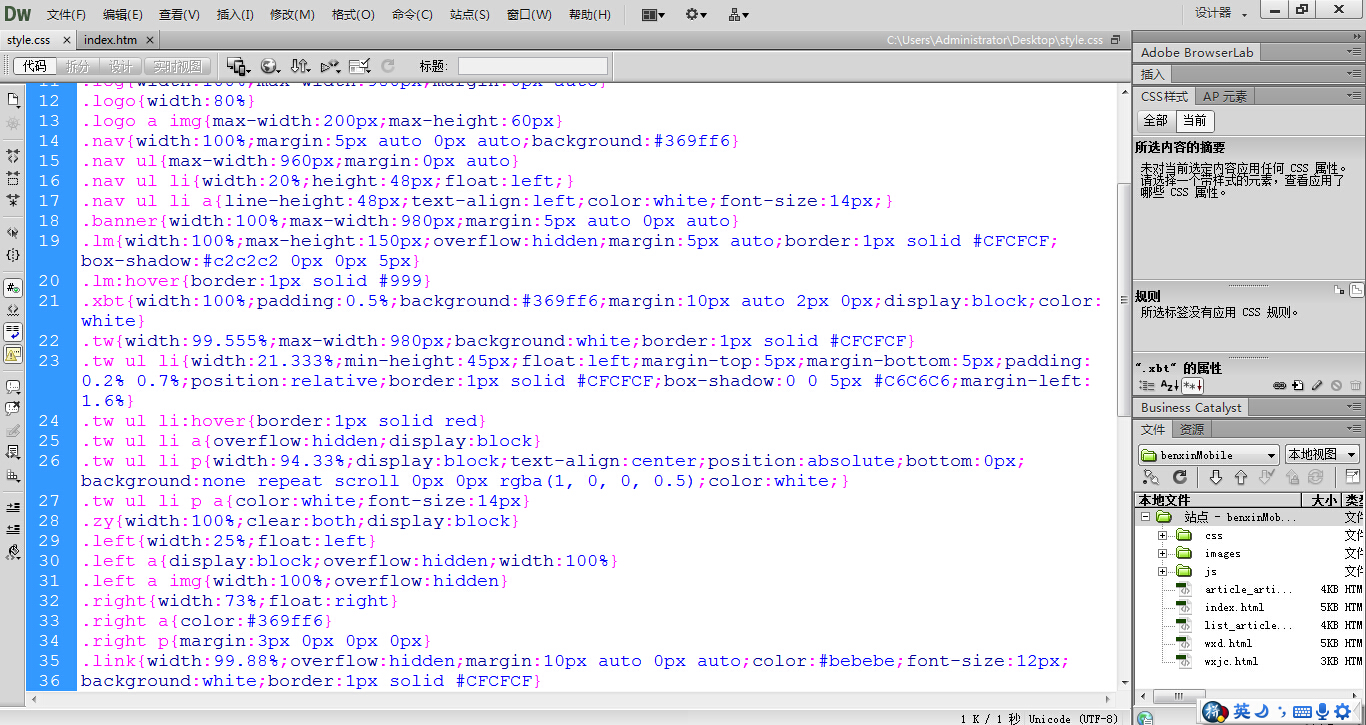 Dw 文件(F) 编辑(E) 查看(V) 插入(I) 修改(M) 格式(O) 命令(C) 站点(S) 窗口(W) 帮助(H) 设计器
style.css × index.htm × C:\Users\Administrator\Desktop\style.css
代码 拆分 设计 实时视图 标题:
12 .logo{width:80%}
13 .logo a img{max-width:200px;max-height:60px}
14 .nav{width:100%;margin:5px auto 0px auto;background:#369ff6}
15 .nav ul{max-width:960px;margin:0px auto}
16 .nav ul li{width:20%;height:48px;float:left;}
17 .nav ul li a{line-height:48px;text-align:left;color:white;font-size:14px;}
18 .banner{width:100%;max-width:980px;margin:5px auto 0px auto}
19 .lm{width:100%;max-height:150px;overflow:hidden;margin:5px auto;border:1px solid #CFCFCF;
box-shadow:#c2c2c2 0px 0px 5px}
20 .lm:hover{border:1px solid #999}
21 .xbt{width:100%;padding:0.5%;background:#369ff6;margin:10px auto 2px 0px;display:block;color:
white}
22 .tw{width:99.555%;max-width:980px;background:white;border:1px solid #CFCFCF}
23 .tw ul li{width:21.333%;min-height:45px;float:left;margin-top:5px;margin-bottom:5px;padding:
0.2% 0.7%;position:relative;border:1px solid #CFCFCF;box-shadow:0 0 5px #C6C6C6;margin-left:
1.6%}
24 .tw ul li:hover{border:1px solid red}
25 .tw ul li a{overflow:hidden;display:block}
26 .tw ul li p{width:94.33%;display:block;text-align:center;position:absolute;bottom:0px;
background:none repeat scroll 0px 0px rgba(1, 0, 0, 0.5);color:white;}
27 .tw ul li p a{color:white;font-size:14px}
28 .zy{width:100%;clear:both;display:block}
29 .left{width:25%;float:left}
30 .left a{display:block;overflow:hidden;width:100%}
31 .left a img{width:100%;overflow:hidden}
32 .right{width:73%;float:right}
33 .right a{color:#369ff6}
34 .right p{margin:3px 0px 0px 0px}
35 .link{width:99.88%;overflow:hidden;margin:10px auto 0px auto;color:#bebebe;font-size:12px;
36 background:white;border:1px solid #CFCFCF}
1 K / 1 秒 Unicode (UTF-8)
Adobe BrowserLab
插入
CSS样式 AP 元素
全部 当前
所选内容的摘要
未对当前选定内容应用任何 CSS 属性。
请选择一个带样式的元素，查看应用了
哪些 CSS 属性。
规则
所选标签没有应用 CSS 规则。
".xbt" 的属性
Business Catalyst
文件 资源
benxinMobile 本地视图
本地文件 大小 类
站点 - benxinMob... 文件
css 文件
images 文件
js 文件
article_arti... 4KB HTM
index.html 5KB HTM
list_article... 4KB HTM
wxd.html 5KB HTM
wxjc.html 3KB HTM
英